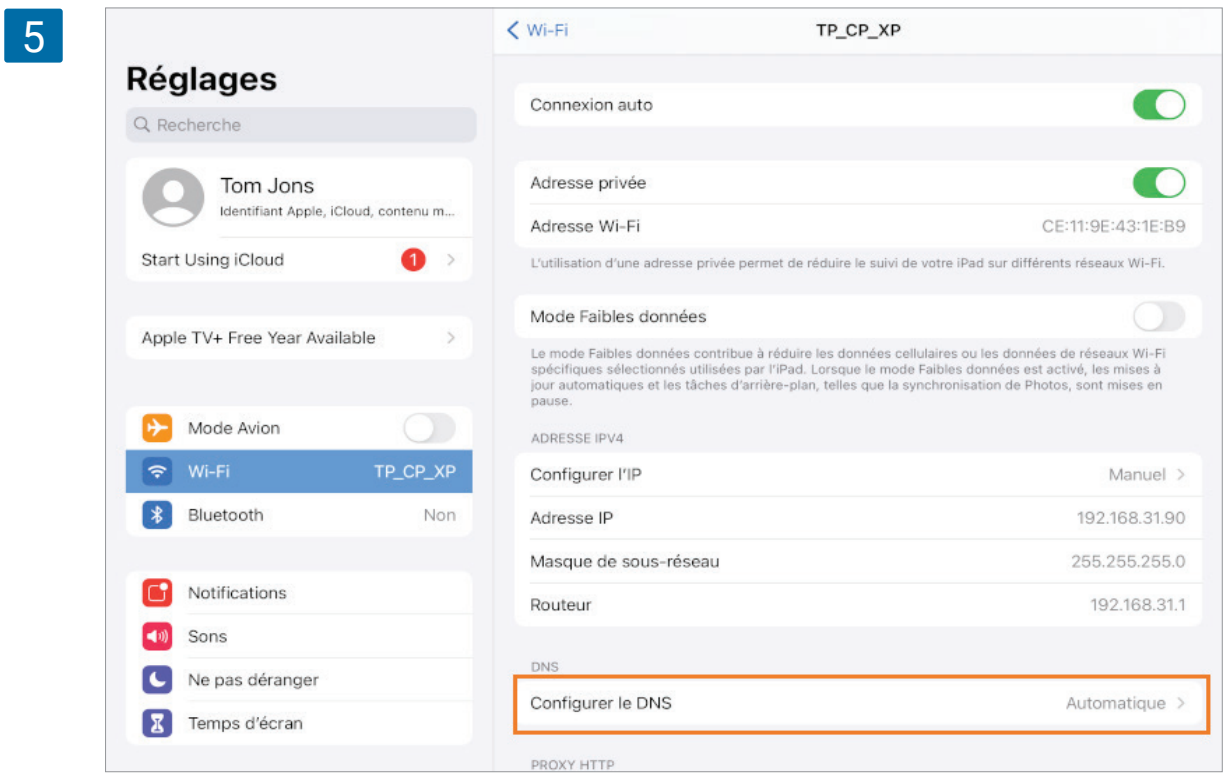 5
Réglages
Recherche
Tom Jons
Identifiant Apple, iCloud, contenu m...
Start Using iCloud 1
Apple TV+ Free Year Available
Mode Avion
Wi-Fi TP_CP_XP
Bluetooth Non
Notifications
Sons
Ne pas déranger
Temps d'écran
Wi-Fi TP_CP_XP
Connexion auto
Adresse privée
Adresse Wi-Fi CE:11:9E:43:1E:B9
L'utilisation d'une adresse privée permet de réduire le suivi de votre iPad sur différents réseaux Wi-Fi.
Mode Faibles données
Le mode Faibles données contribue à réduire les données cellulaires ou les données de réseaux Wi-Fi
spécifiques sélectionnés utilisées par l'iPad. Lorsque le mode Faibles données est activé, les mises à
jour automatiques et les tâches d'arrière-plan, telles que la synchronisation de Photos, sont mises en
pause.
ADRESSE IPV4
Configurer l'IP Manuel
Adresse IP 192.168.31.90
Masque de sous-réseau 255.255.255.0
Routeur 192.168.31.1
DNS
Configurer le DNS Automatique
PROXY HTTP